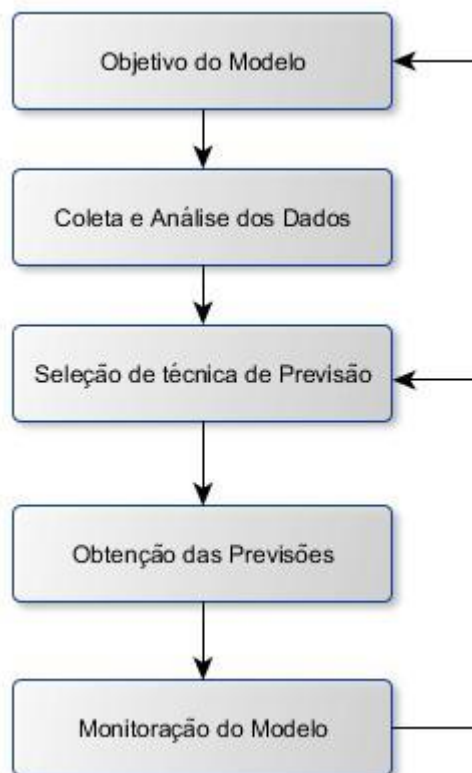 Objetivo do Modelo
Coleta e Análise dos Dados
Seleção de técnica de Previsão
Obtenção das Previsões
Monitoração do Modelo